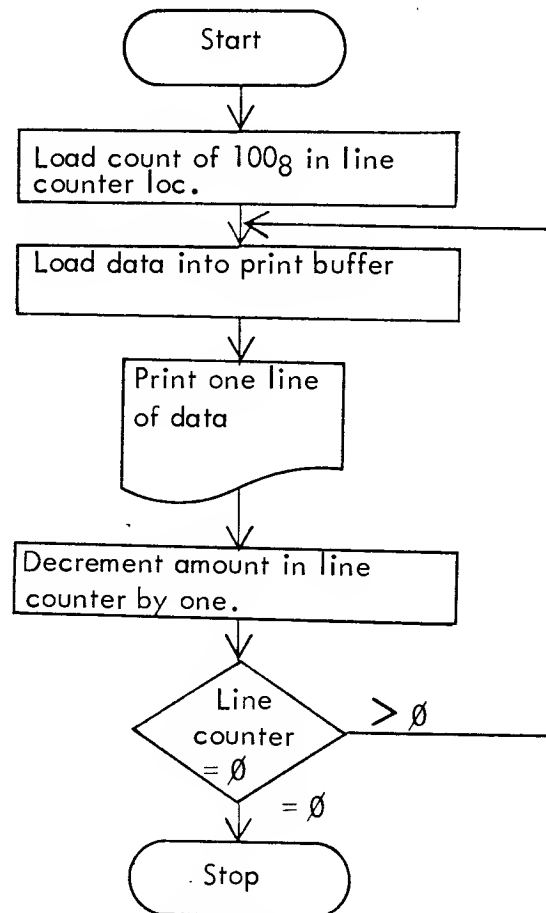 Start
Load count of 100₈ in line
counter loc.
Load data into print buffer
Print one line
of data
Decrement amount in line
counter by one.
Line
counter
= Ø
> Ø
= Ø
Stop